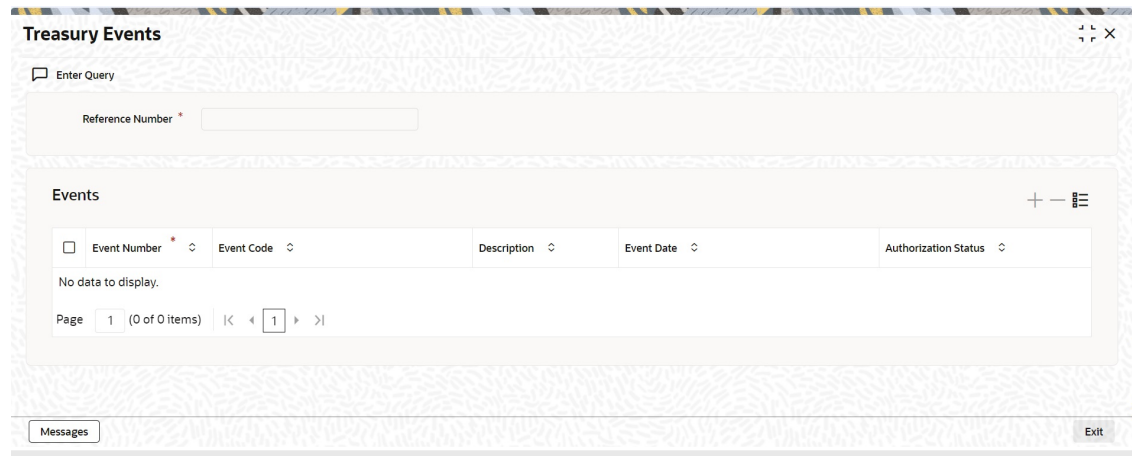 Treasury Events
Enter Query
Reference Number *
Events
Event Number * Event Code Description Event Date Authorization Status
No data to display.
Page 1 (0 of 0 items) 1
Messages Exit